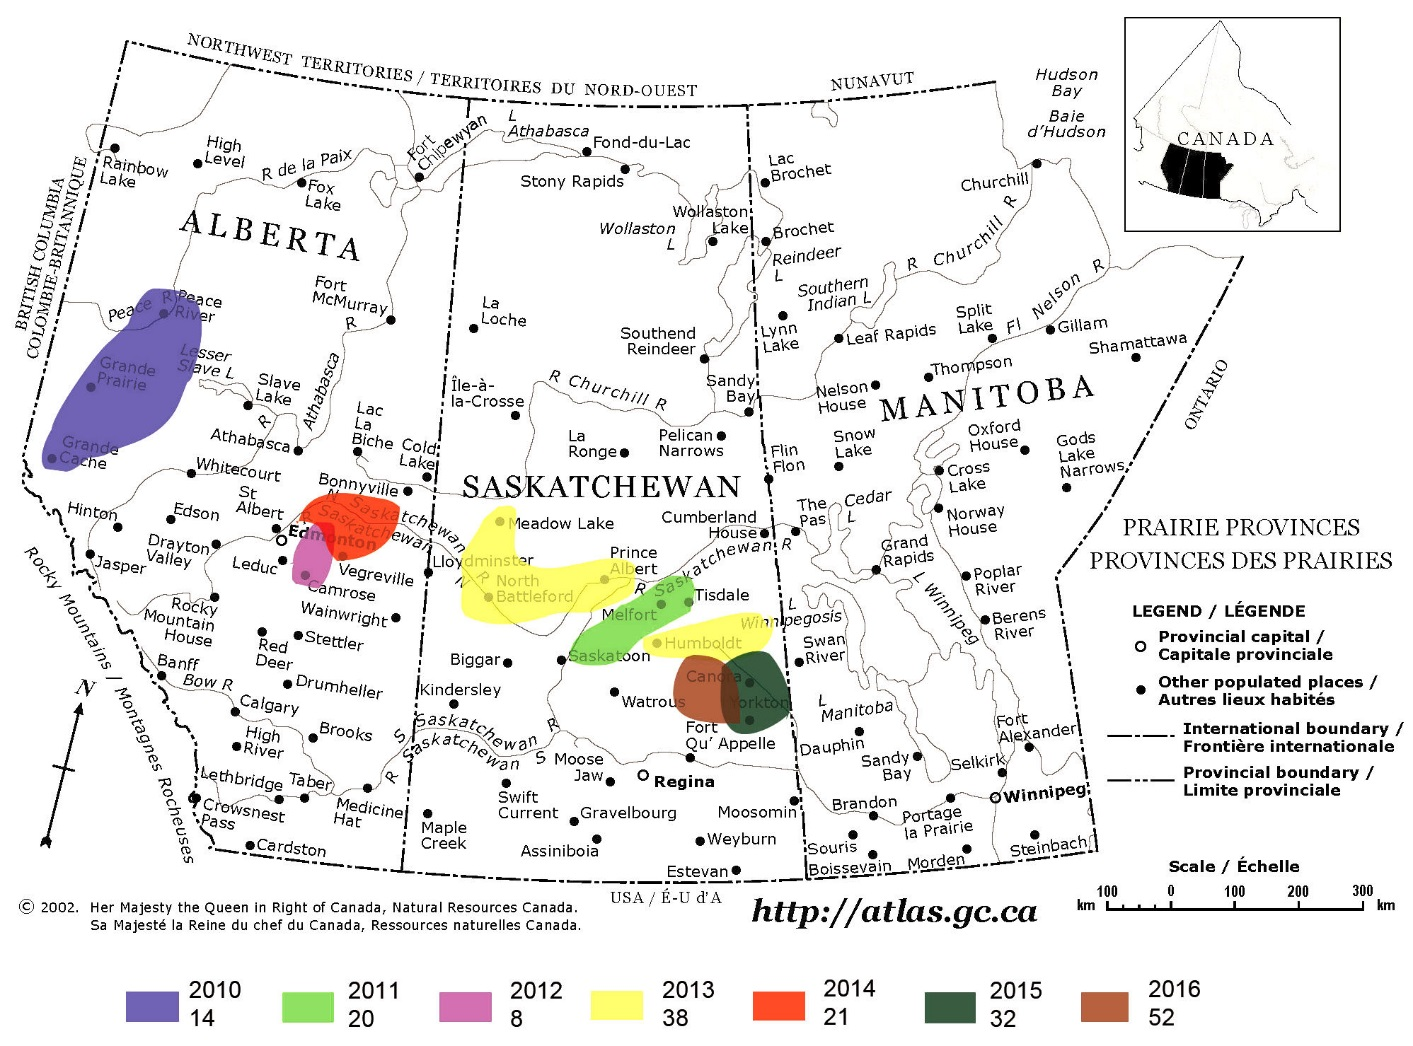 NORTHWEST TERRITORIES / TERRITOIRES DU NORD-OUEST
NUNAVUT
Hudson
Bay
Baie
d'Hudson
CANADA
BRITISH COLUMBIA
COLOMBIE-BRITANNIQUE
ALBERTA
Rainbow
Lake
High
Level
R de la Paix
Fox
Lake
Fort
Chipewyan
L
Athabasca
Fond-du-Lac
Stony Rapids
Lac
Brochet
Churchill
Wollaston
Lake
Wollaston
L
Brochet
Reindeer
L
R Churchill R
Southern
Indian L
Peace R
Peace
River
Fort
McMurray
R
Athabasca
R
La
Loche
Southend
Reindeer
Lynn
Lake
Leaf Rapids
Split
Lake
Fl Nelson R
Gillam
Shamattawa
ONTARIO
Grande
Prairie
Lesser
Slave L
Slave
Lake
Île-à-
la-Crosse
R Churchill R
Sandy
Bay
Nelson
House
Thompson
MANITOBA
Grande
Cache
Athabasca
Lac
La
Biche
Cold
Lake
La
Ronge
Pelican
Narrows
Flin
Flon
Snow
Lake
Oxford
House
Gods
Lake
Narrows
Whitecourt
Bonnyville
SASKATCHEWAN
Cross
Lake
Hinton
Edson
St
Albert
Edmonton
N Saskatchewan
Saskatchewan
R
Meadow Lake
Cumberland
House
The
Pas
Cedar
L
Norway
House
PRAIRIE PROVINCES
PROVINCES DES PRAIRIES
Jasper
Drayton
Valley
Leduc
Vegreville
Camrose
Lloydminster
N
R
North
Battleford
Prince
Albert
R Saskatchewan R
Grand
Rapids
L Winnipeg
Poplar
River
Rocky
Mountain
House
Wainwright
Melfort
Tisdale
L
Winnipegosis
Berens
River
LEGEND / LÉGENDE
Provincial capital /
Capitale provinciale
Other populated places /
Autres lieux habités
International boundary /
Frontière internationale
Provincial boundary /
Limite provinciale
Rocky Mountains / Montagnes Rocheuses
Red
Deer
Stettler
Biggar
Saskatoon
Humboldt
Swan
River
N
Banff
Bow R
Drumheller
Kindersley
Watrous
Canora
Yorkton
L
Manitoba
Calgary
High
River
Brooks
S Saskatchewan R
R Saskatchewan S
Fort
Qu' Appelle
Dauphin
Sandy
Bay
Fort
Alexander
Selkirk
Lethbridge
Taber
Moose
Jaw
Regina
Winnipeg
Crowsnest
Pass
Medicine
Hat
Swift
Current
Gravelbourg
Moosomin
Brandon
Portage
la Prairie
Cardston
Maple
Creek
Assiniboia
Weyburn
Estevan
Souris
Boissevain
Morden
Steinbach
USA / É-U d'A
Scale / Échelle
km 100 0 100 200 300 km
© 2002. Her Majesty the Queen in Right of Canada, Natural Resources Canada.
Sa Majesté la Reine du chef du Canada, Ressources naturelles Canada.
http://atlas.gc.ca
2010
14
2011
20
2012
8
2013
38
2014
21
2015
32
2016
52